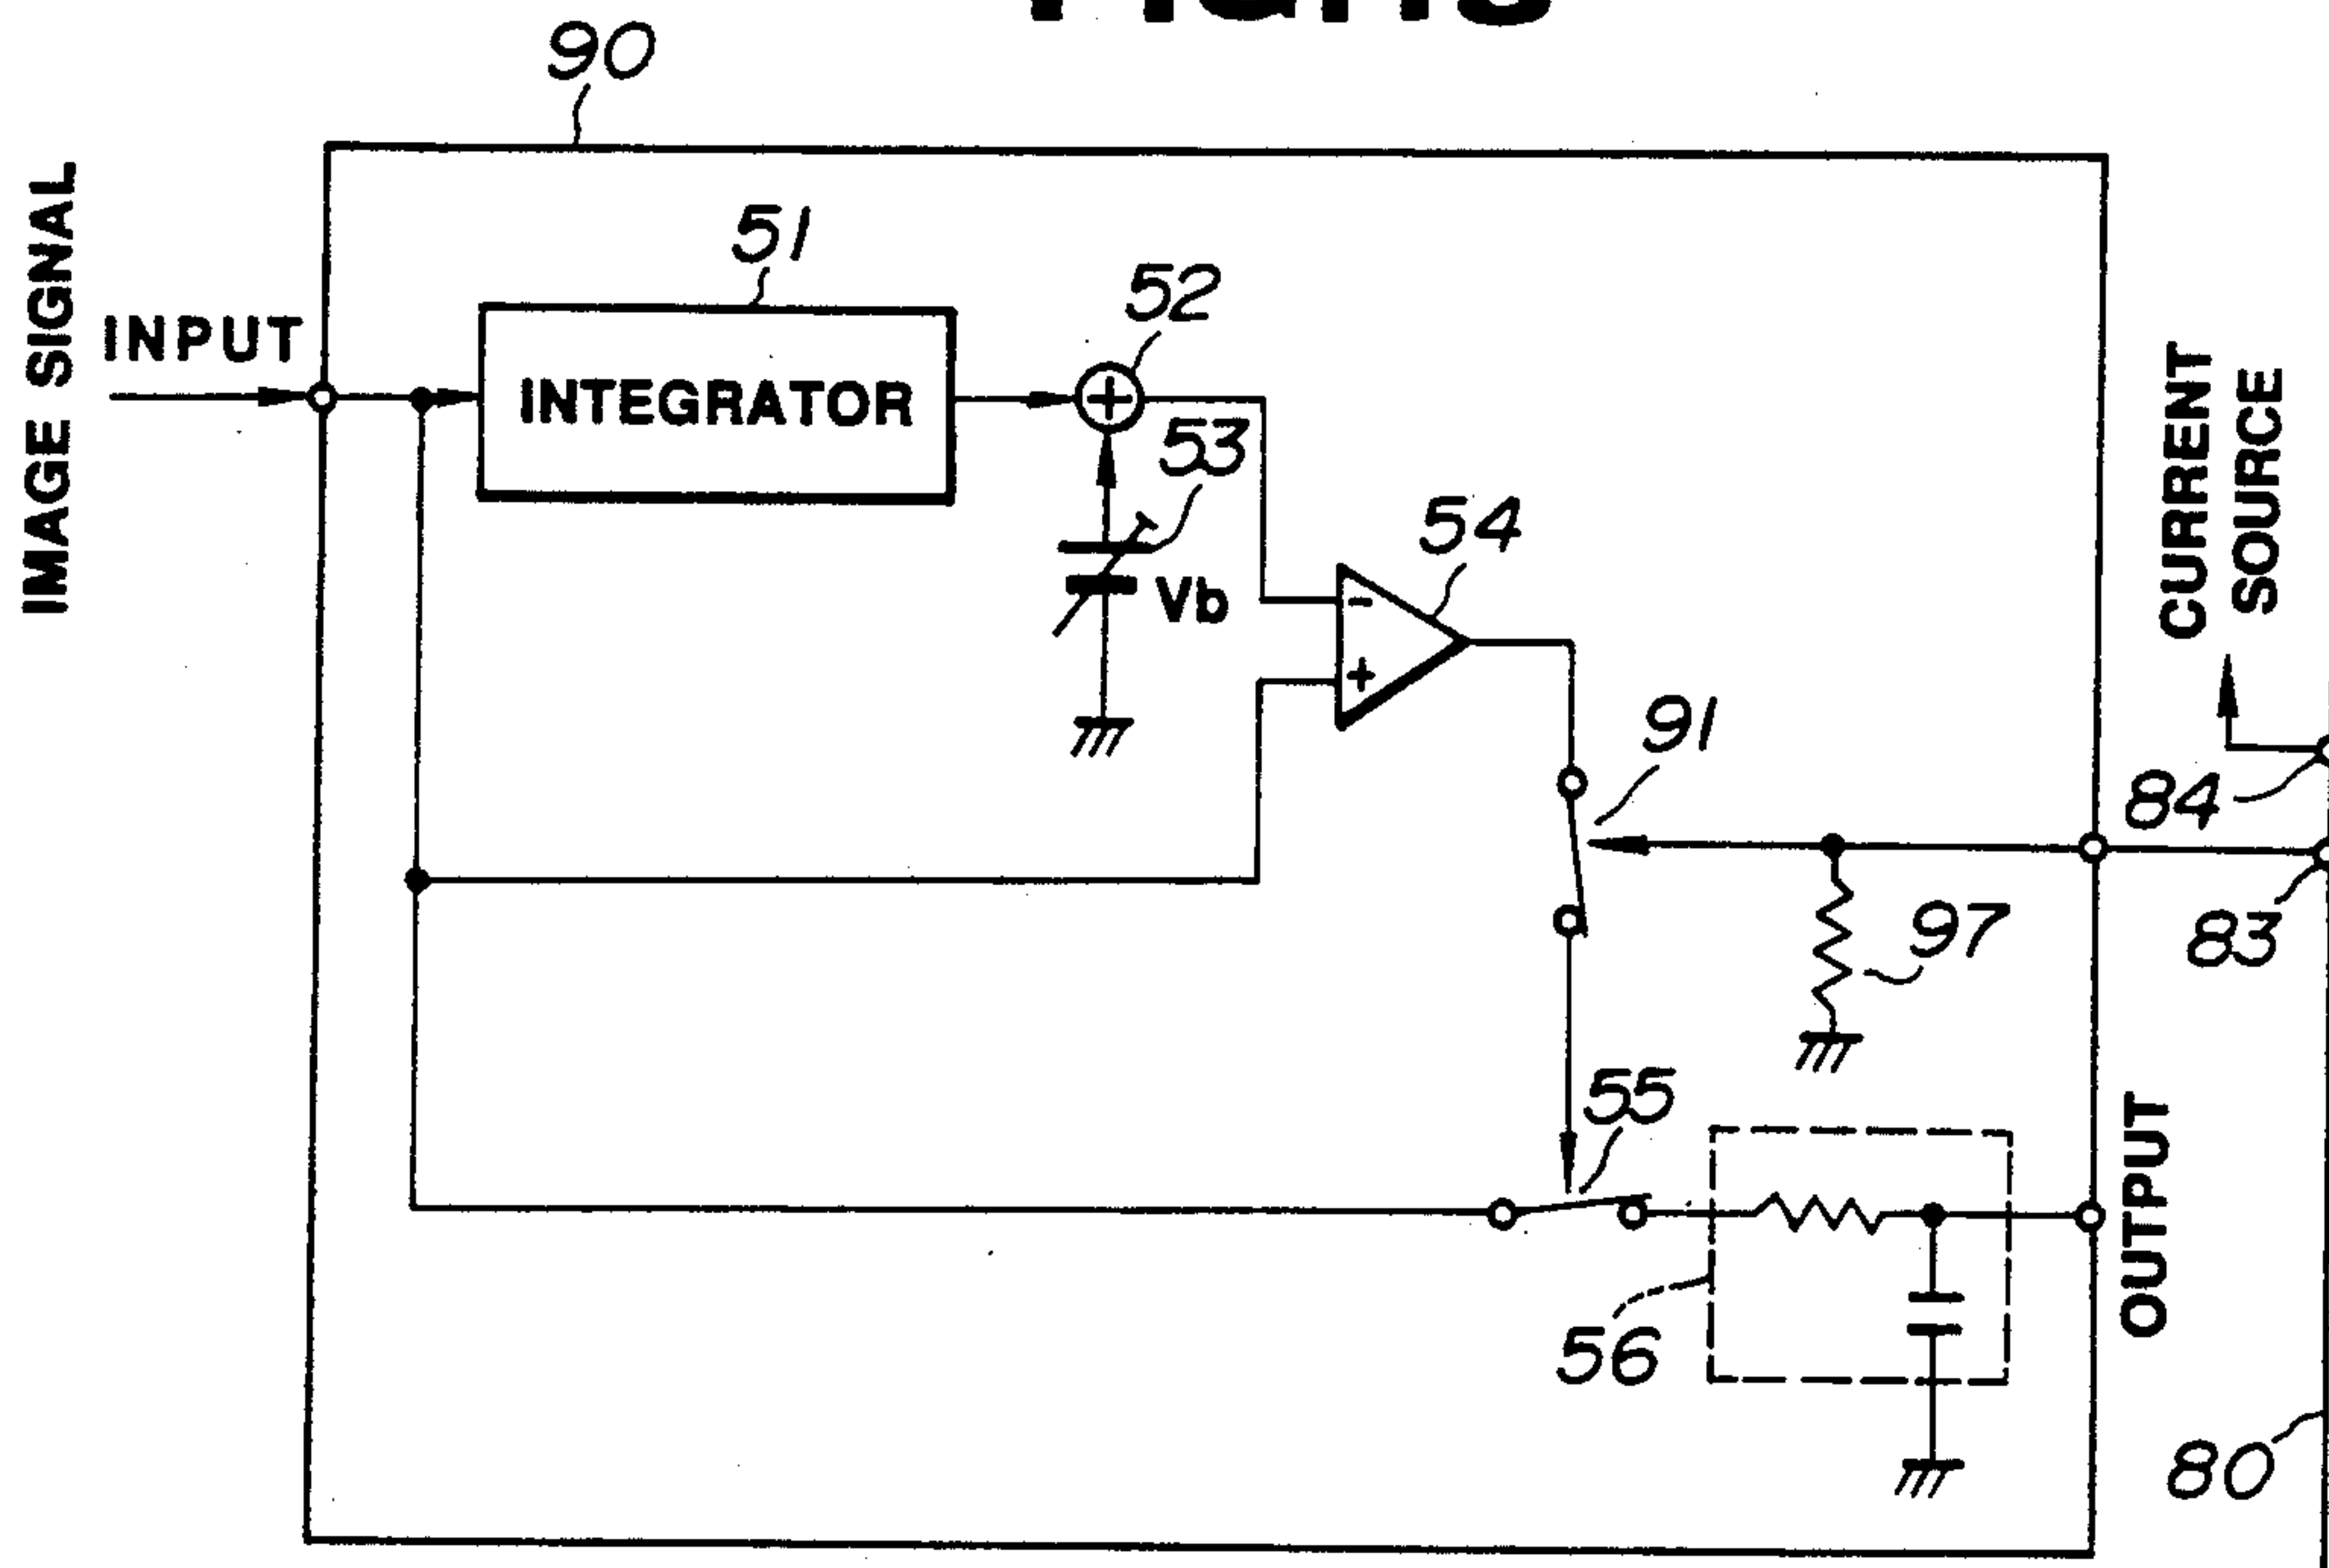 90
IMAGE SIGNAL
INPUT
51
INTEGRATOR
52
+
53
Vb
54
-
+
91
CURRENT
SOURCE
84
83
97
55
56
OUTPUT
80